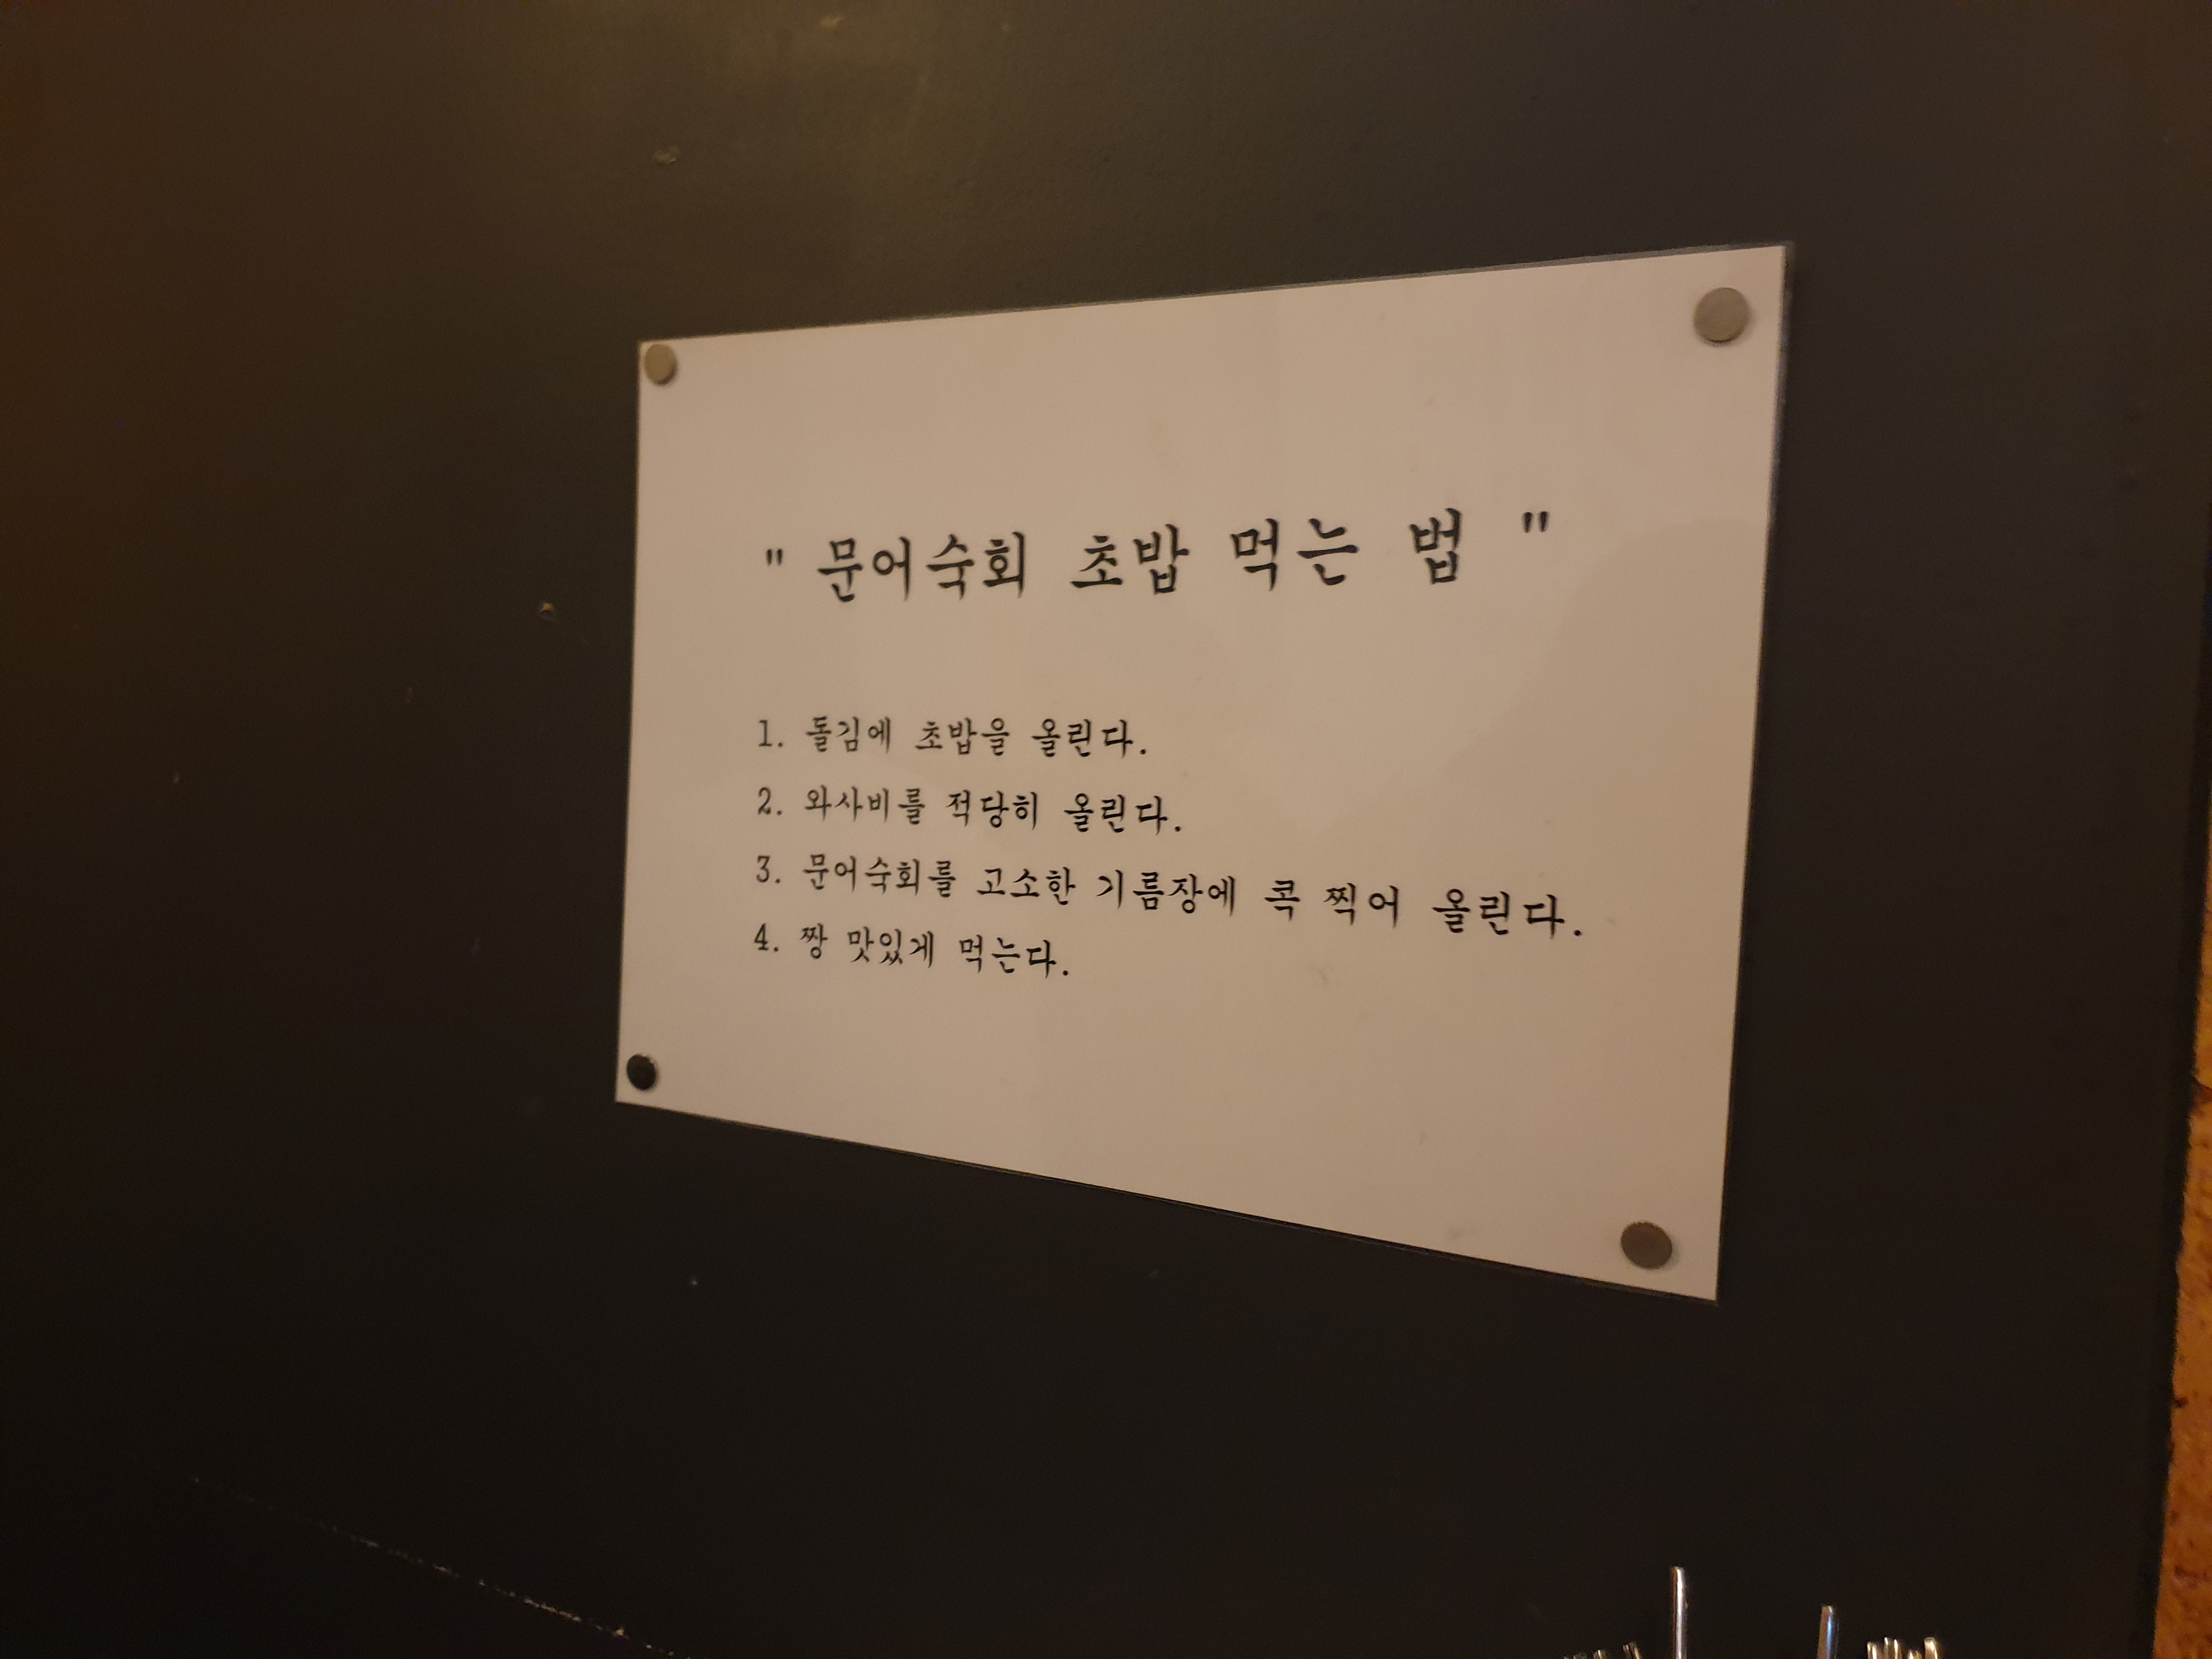 " 문어숙회 초밥 먹는 법 "
1. 돌김에 초밥을 올린다.
2. 와사비를 적당히 올린다.
3. 문어숙회를 고소한 기름장에 콕 찍어 올린다.
4. 짱 맛있게 먹는다.